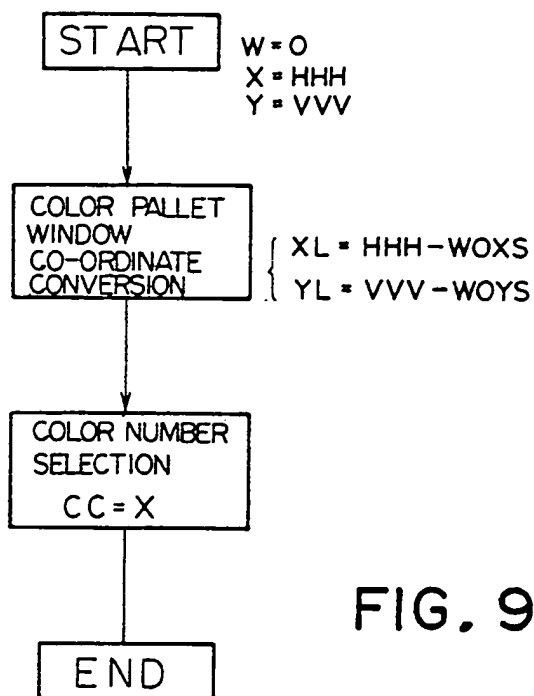 START
W=0
X=HHH
Y=VVV
COLOR PALLET
WINDOW
CO-ORDINATE
CONVERSION
XL = HHH-WOXS
YL = VVV-WOYS
COLOR NUMBER
SELECTION
CC=X
END
FIG. 9